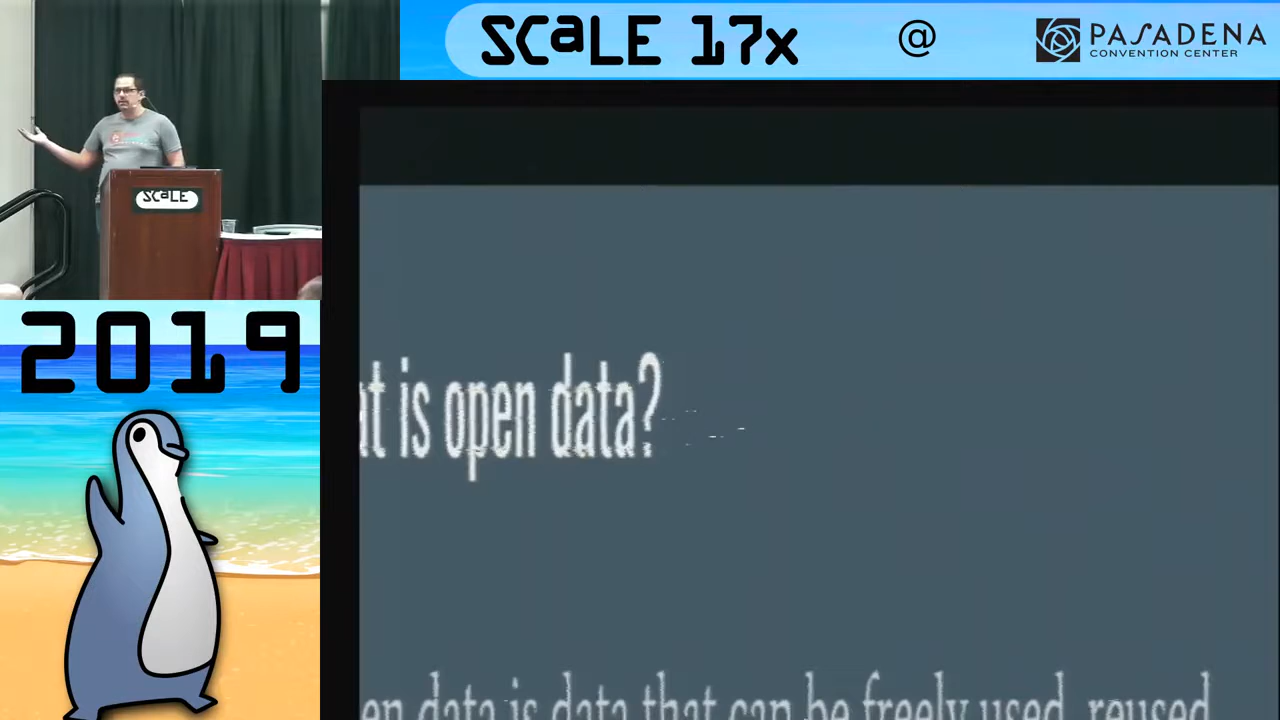 SCaLE 17x @ PASADENA
CONVENTION CENTER
SCaLE
2019
at is open data?
en data is data that can be freely used, reused